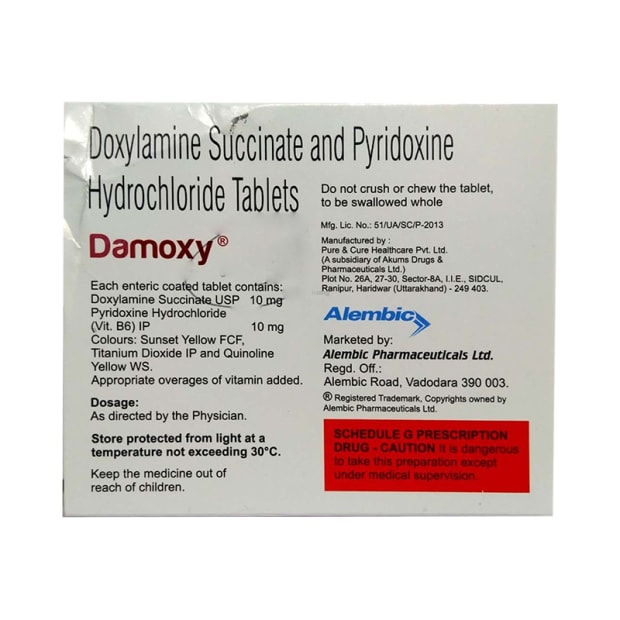 Doxylamine Succinate and Pyridoxine
Hydrochloride Tablets
Damoxy®
Each enteric coated tablet contains:
Doxylamine Succinate USP 10 mg
Pyridoxine Hydrochloride
(Vit. B6) IP 10 mg
Colours: Sunset Yellow FCF,
Titanium Dioxide IP and Quinoline
Yellow WS.
Appropriate overages of vitamin added.
Dosage:
As directed by the Physician.
Store protected from light at a
temperature not exceeding 30°C.
Keep the medicine out of
reach of children.
Do not crush or chew the tablet,
to be swallowed whole
Mfg. Lic. No.: 51/UA/SC/P-2013
Manufactured by :
Pure & Cure Healthcare Pvt. Ltd.
(A subsidiary of Akums Drugs &
Pharmaceuticals Ltd.)
Plot No. 26A, 27-30, Sector-8A, I.I.E., SIDCUL,
Ranipur, Haridwar (Uttarakhand) - 249 403.
Alembic
Marketed by:
Alembic Pharmaceuticals Ltd.
Regd. Off.:
Alembic Road, Vadodara 390 003.
® Registered Trademark, Copyrights owned by
Alembic Pharmaceuticals Ltd.
SCHEDULE G PRESCRIPTION
DRUG - CAUTION It is dangerous
to take this preparation except
under medical supervision.